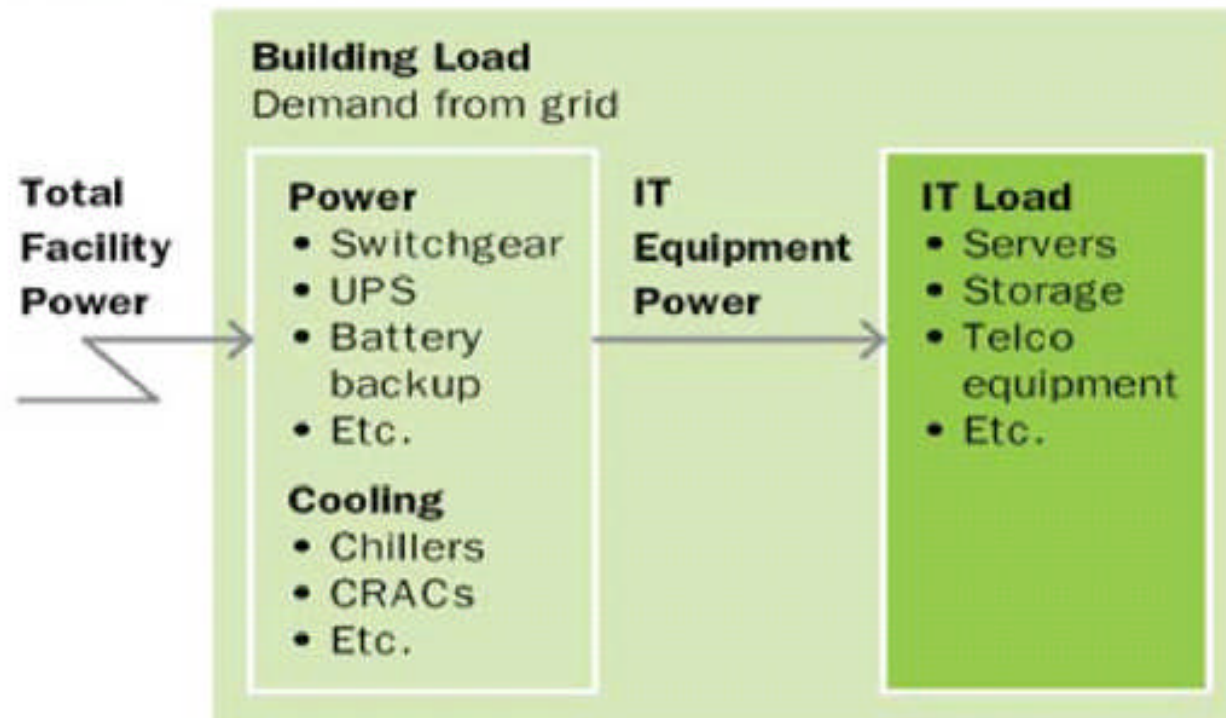 Building Load
Demand from grid
Total
Facility
Power
Power
• Switchgear
• UPS
• Battery
backup
• Etc.
Cooling
• Chillers
• CRACs
• Etc.
IT
Equipment
Power
IT Load
• Servers
• Storage
• Telco
equipment
• Etc.